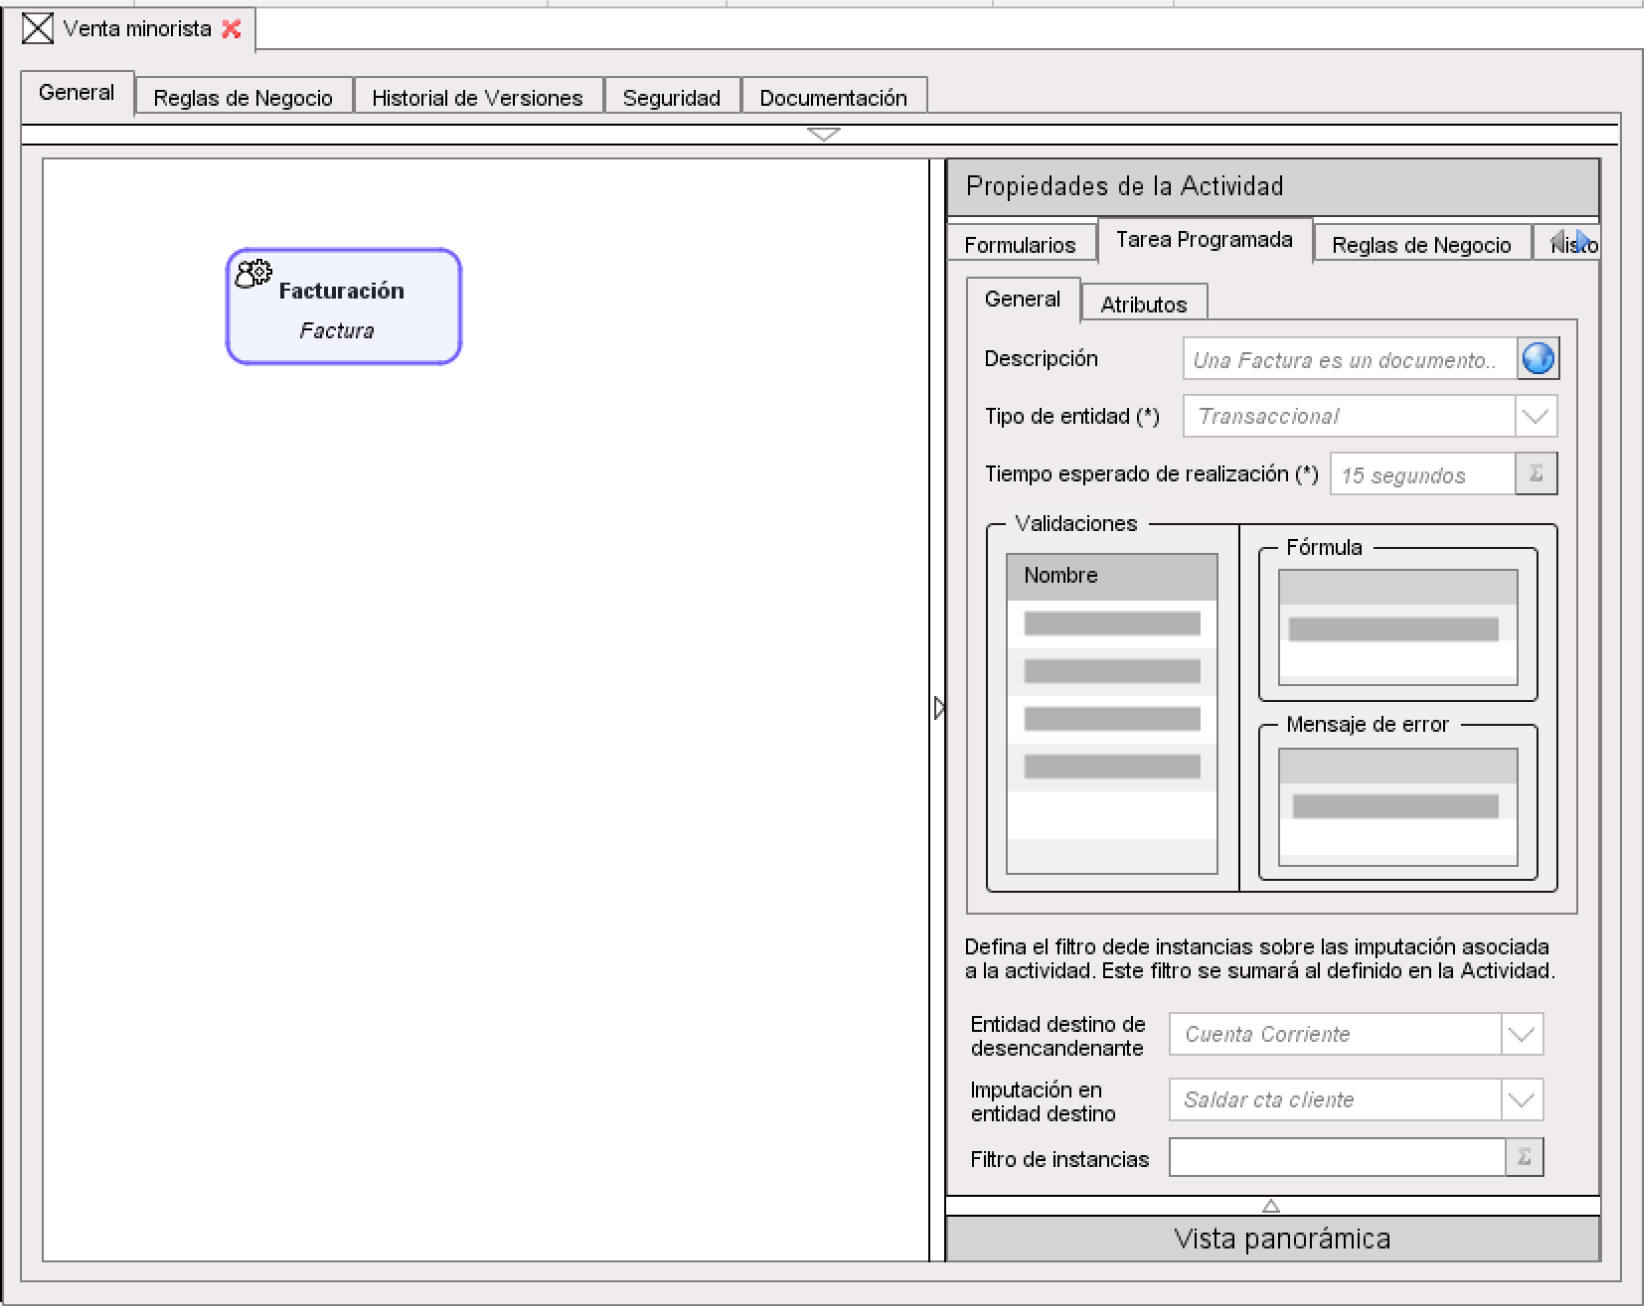 Venta minorista
General
Reglas de Negocio
Historial de Versiones
Seguridad
Documentación
Facturación
Factura
Propiedades de la Actividad
Formularios
Tarea Programada
Reglas de Negocio
General
Atributos
Descripción
Una Factura es un documento..
Tipo de entidad (*)
Transaccional
Tiempo esperado de realización (*)
15 segundos
Σ
Validaciones
Nombre
Fórmula
Mensaje de error
Defina el filtro dede instancias sobre las imputación asociada
a la actividad. Este filtro se sumará al definido en la Actividad.
Entidad destino de
desencandenante
Cuenta Corriente
Imputación en
entidad destino
Saldar cta cliente
Filtro de instancias
Σ
Vista panorámica